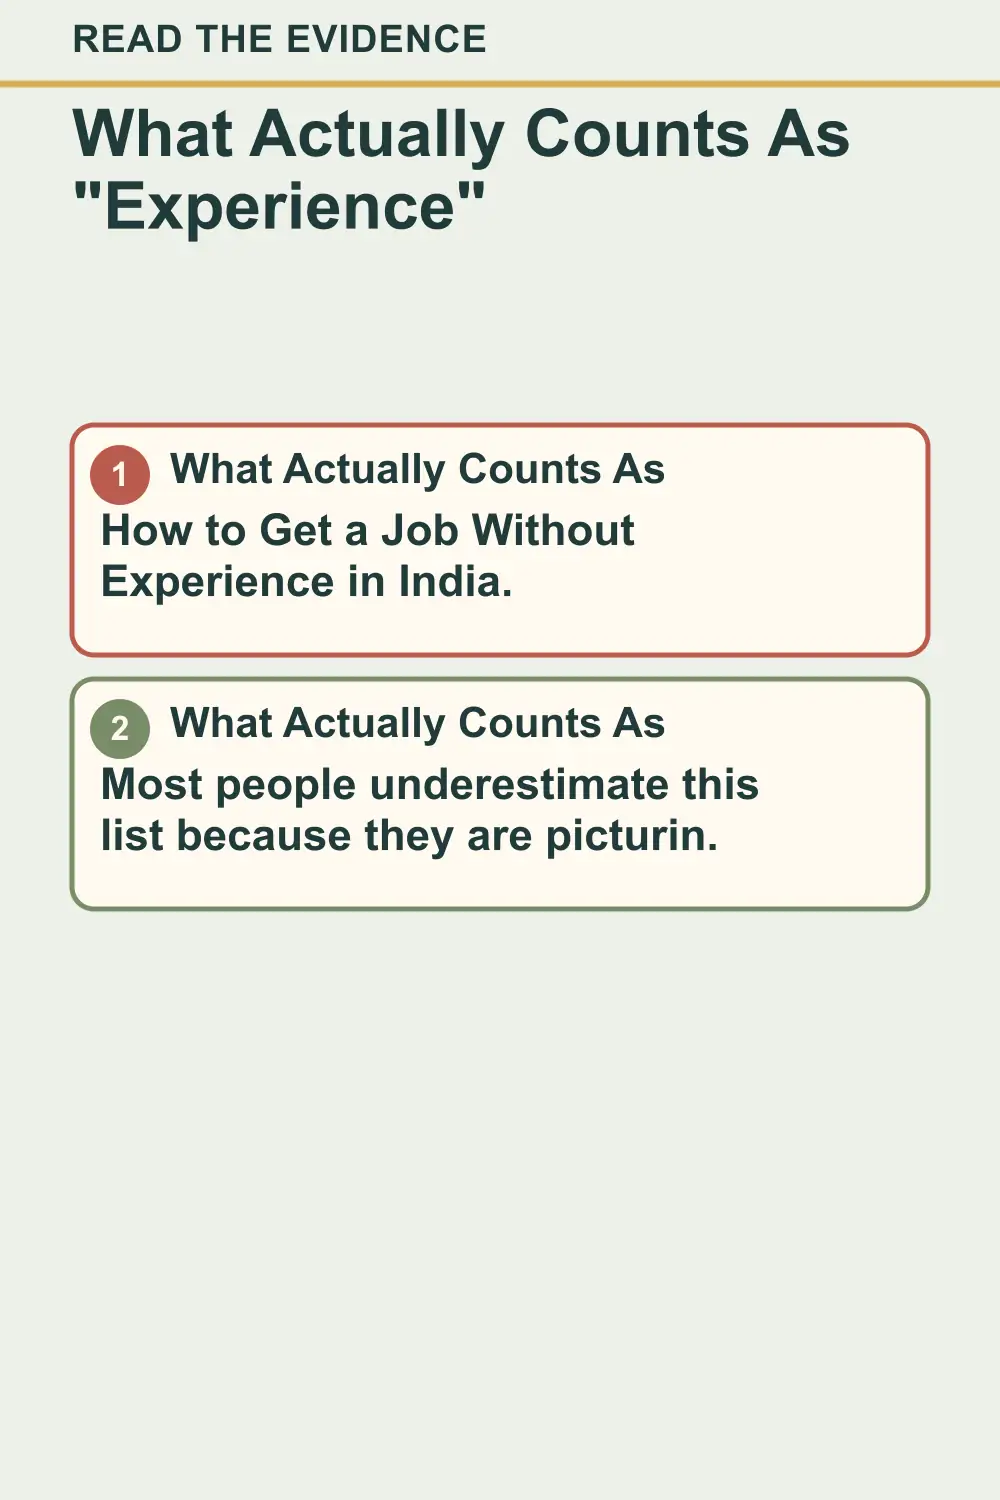 READ THE EVIDENCE
What Actually Counts As
"Experience"
1 What Actually Counts As
How to Get a Job Without
Experience in India.
2 What Actually Counts As
Most people underestimate this
list because they are picturin.